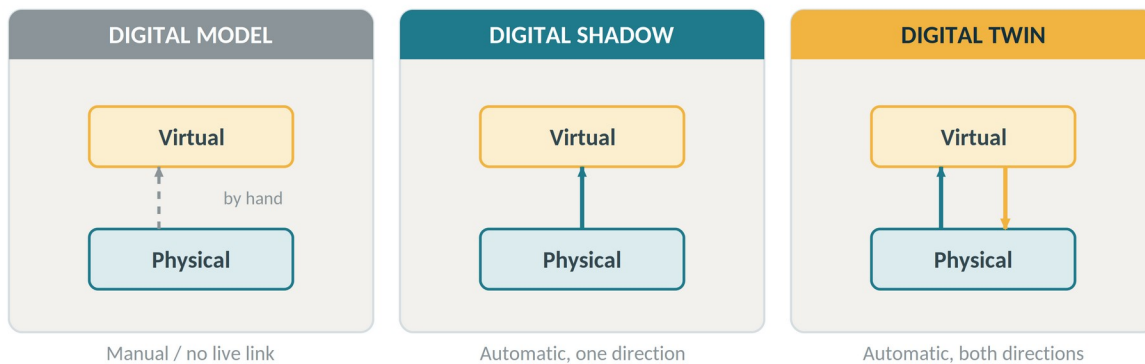 DIGITAL MODEL
Virtual
by hand
Physical
Manual / no live link
DIGITAL SHADOW
Virtual
Physical
Automatic, one direction
DIGITAL TWIN
Virtual
Physical
Automatic, both directions